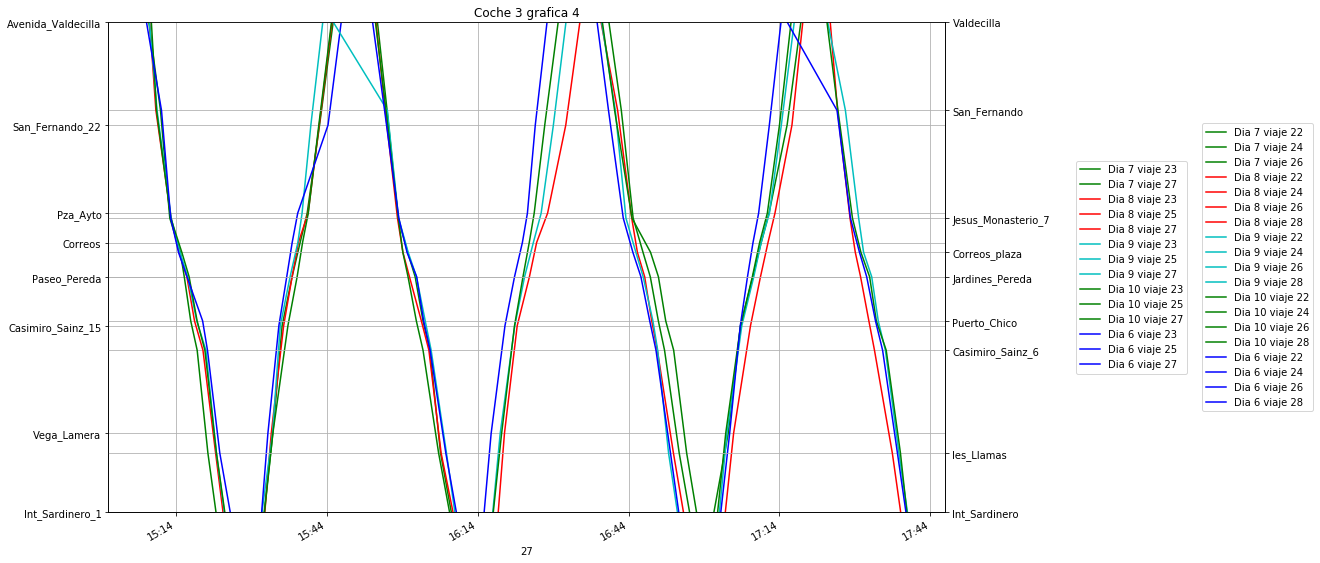 Coche 3 grafica 4
Avenida_Valdecilla
San_Fernando_22
Pza_Ayto
Correos
Paseo_Pereda
Casimiro_Sainz_15
Vega_Lamera
Int_Sardinero_1
Valdecilla
San_Fernando
Jesus_Monasterio_7
Correos_plaza
Jardines_Pereda
Puerto_Chico
Casimiro_Sainz_6
Ies_Llamas
Int_Sardinero
15:14
15:44
16:14
16:44
17:14
17:44
27
Dia 7 viaje 23
Dia 7 viaje 27
Dia 8 viaje 23
Dia 8 viaje 25
Dia 8 viaje 27
Dia 9 viaje 23
Dia 9 viaje 25
Dia 9 viaje 27
Dia 10 viaje 23
Dia 10 viaje 25
Dia 10 viaje 27
Dia 6 viaje 23
Dia 6 viaje 25
Dia 6 viaje 27
Dia 7 viaje 22
Dia 7 viaje 24
Dia 7 viaje 26
Dia 8 viaje 22
Dia 8 viaje 24
Dia 8 viaje 26
Dia 8 viaje 28
Dia 9 viaje 22
Dia 9 viaje 24
Dia 9 viaje 26
Dia 9 viaje 28
Dia 10 viaje 22
Dia 10 viaje 24
Dia 10 viaje 26
Dia 10 viaje 28
Dia 6 viaje 22
Dia 6 viaje 24
Dia 6 viaje 26
Dia 6 viaje 28